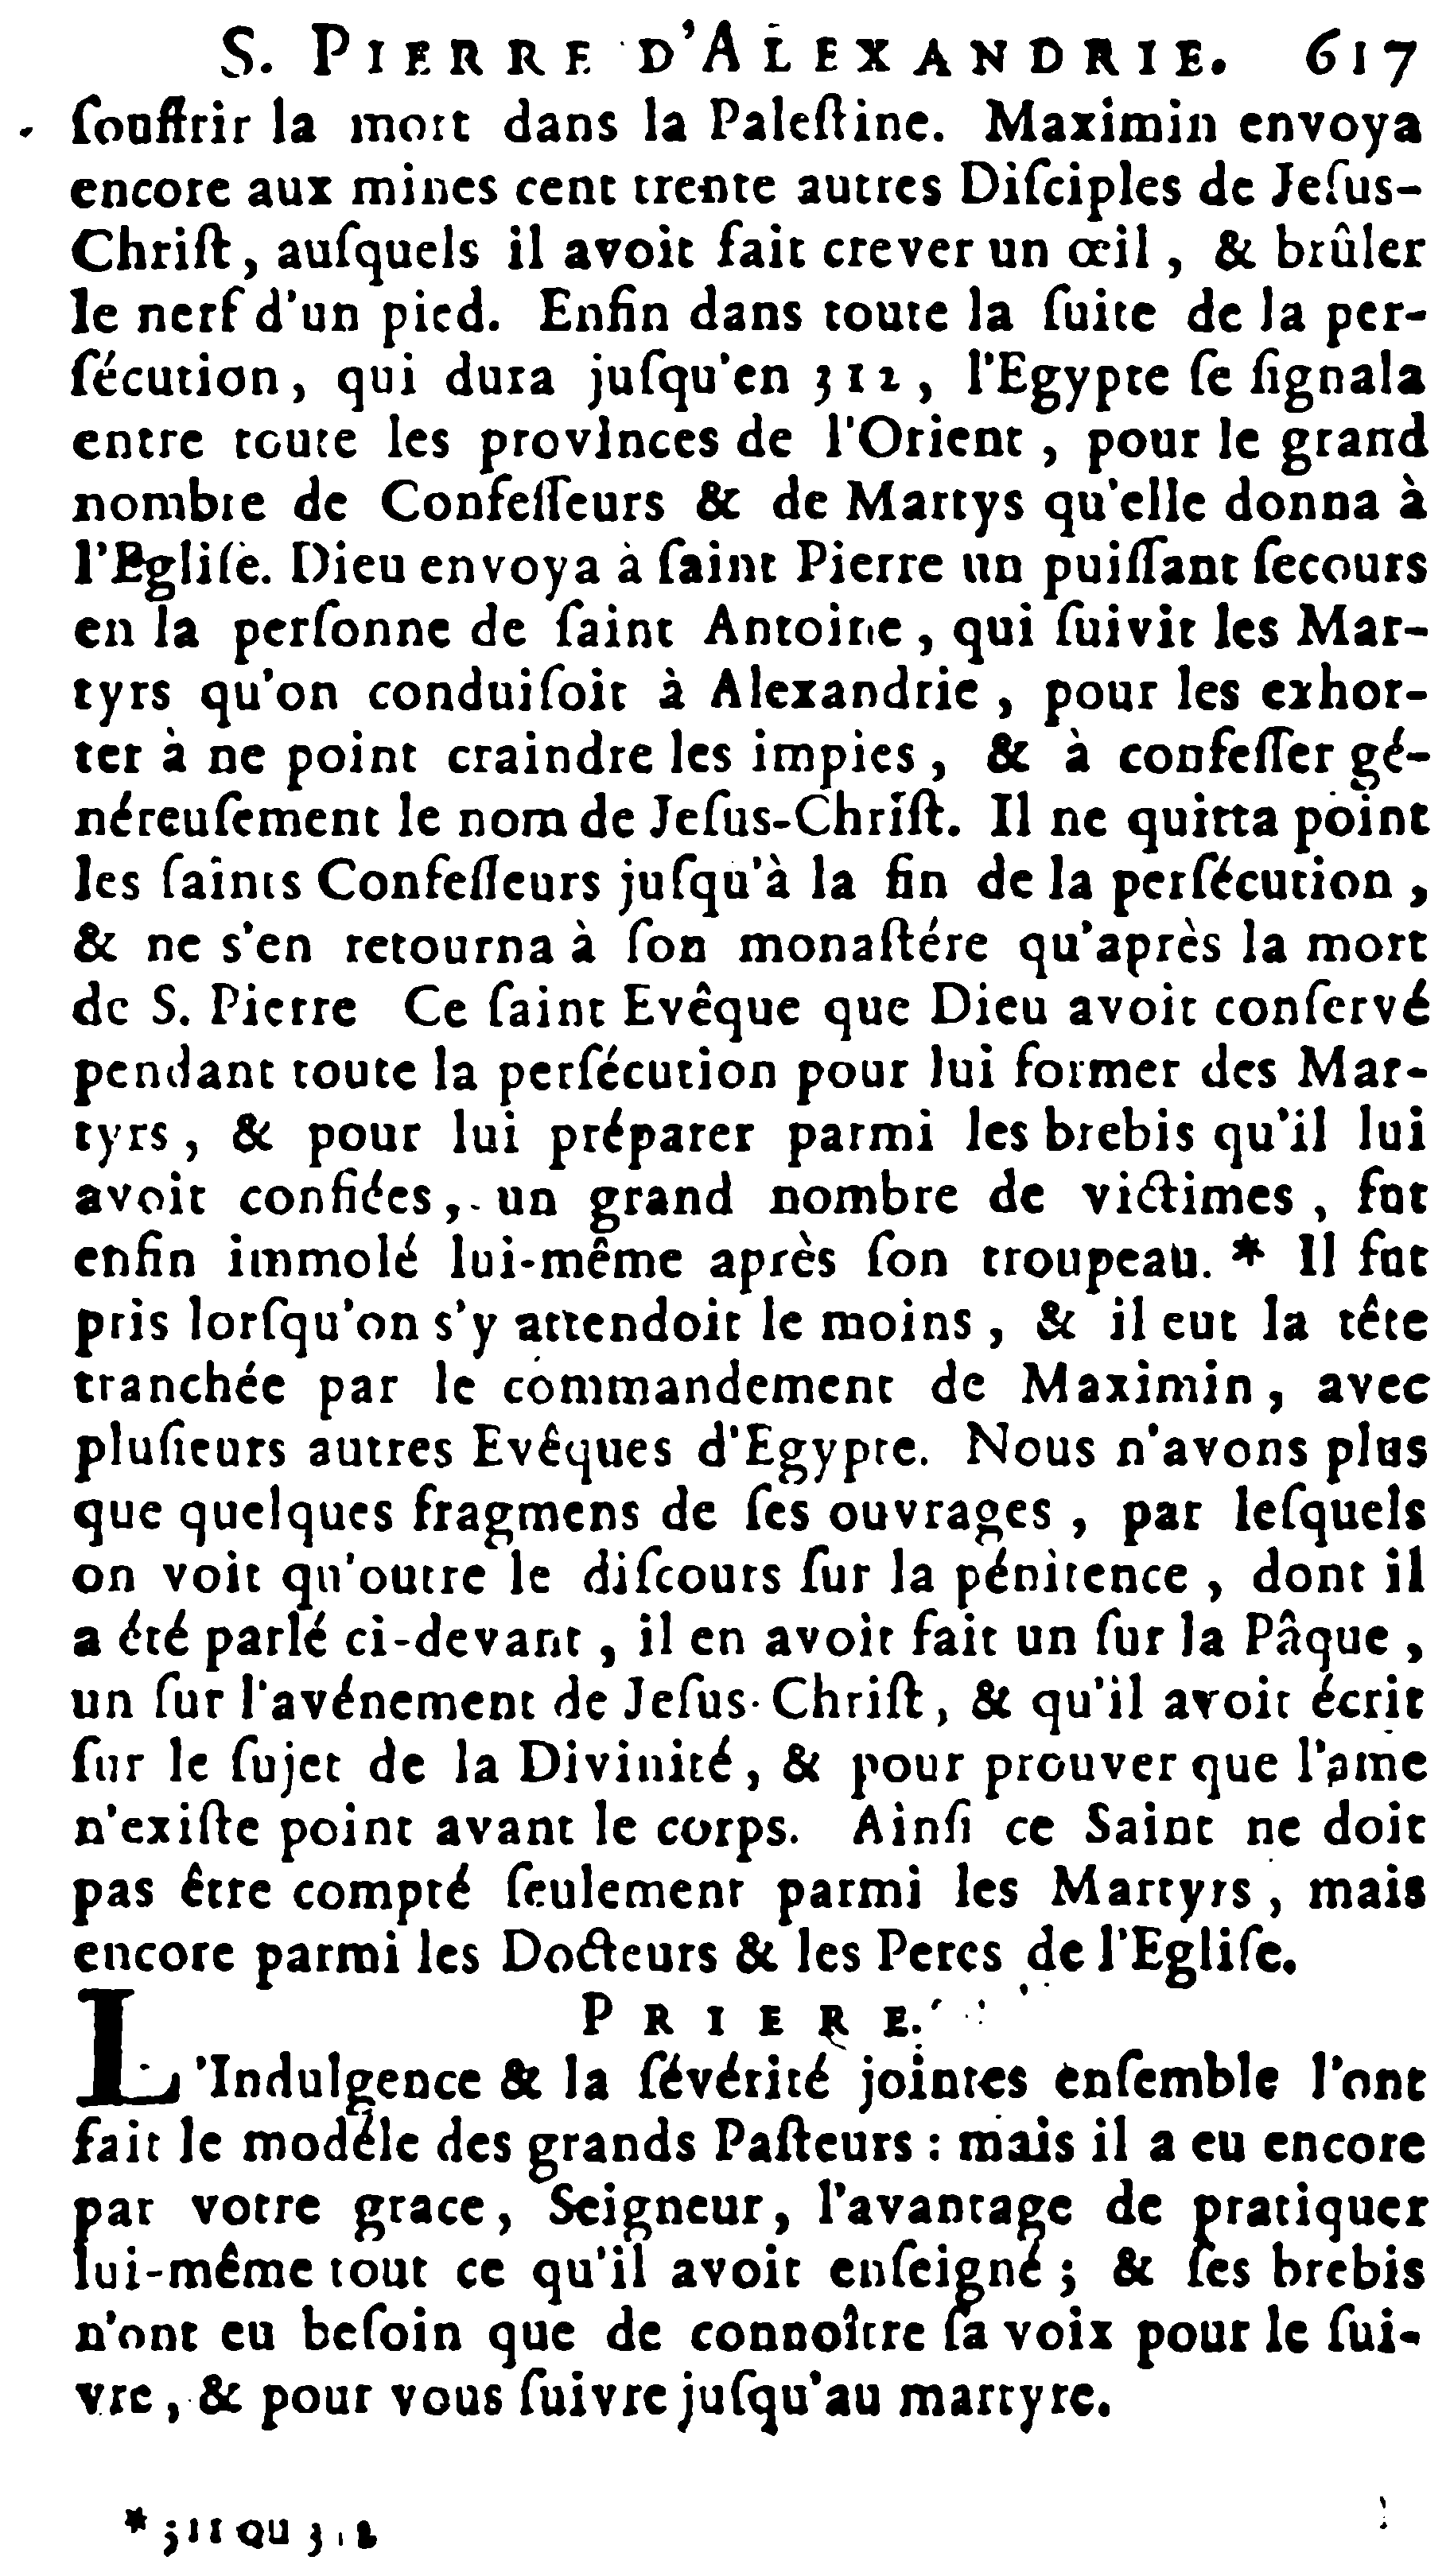 S. PIERRE D'ALEXANDRIE. 617
ſouffrir la mort dans la Paleſtine. Maximin envoya
encore aux mines cent trente autres Diſciples de Jeſus-
Chriſt, auſquels il avoit fait crever un œil, & brûler
le nerf d'un pied. Enfin dans toute la ſuite de la per-
ſécution, qui dura juſqu'en 312, l'Egypte ſe ſignala
entre toute les provInces de l'Orient, pour le grand
nombre de Confeſſeurs & de Martys qu'elle donna à
l'Egliſe. Dieu envoya à ſaint Pierre un puiſſant ſecours
en la perſonne de ſaint Antoine, qui ſuivit les Mar-
tyrs qu'on conduiſoit à Alexandrie, pour les exhor-
ter à ne point craindre les impies, & à confeſſer gé-
néreuſement le nom de Jeſus-Chriſt. Il ne quitta point
les ſaints Confeſſeurs juſqu'à la fin de la perſécution,
& ne s'en retourna à ſon monaſtére qu'après la mort
de S. Pierre Ce ſaint Evêque que Dieu avoit conſervé
pendant toute la perſécution pour lui former des Mar-
tyrs, & pour lui préparer parmi les brebis qu'il lui
avoit confiées, un grand nombre de victimes, fut
enfin immolé lui-même après ſon troupeau. * Il fut
pris lorſqu'on s'y attendoit le moins, & il eut la tête
tranchée par le commandement de Maximin, avec
pluſieurs autres Evêques d'Egypte. Nous n'avons plus
que quelques fragmens de ſes ouvrages, par leſquels
on voit qu'outre le diſcours ſur la pénitence, dont il
a été parlé ci-devant, il en avoit fait un ſur la Pâque,
un ſur l'avénement de Jeſus-Chriſt, & qu'il avoit écrit
ſur le ſujet de la Divinité, & pour prouver que l'ame
n'exiſte point avant le corps. Ainſi ce Saint ne doit
pas être compté ſeulement parmi les Martyrs, mais
encore parmi les Docteurs & les Peres de l'Egliſe.
PRIERE.
L'Indulgence & la ſévérité jointes enſemble l'ont
fait le modéle des grands Paſteurs : mais il a eu encore
par votre grace, Seigneur, l'avantage de pratiquer
lui-même tout ce qu'il avoit enſeigné ; & ſes brebis
n'ont eu beſoin que de connoître ſa voix pour le ſui-
vre, & pour vous ſuivre juſqu'au martyre.
* 311 ou 312